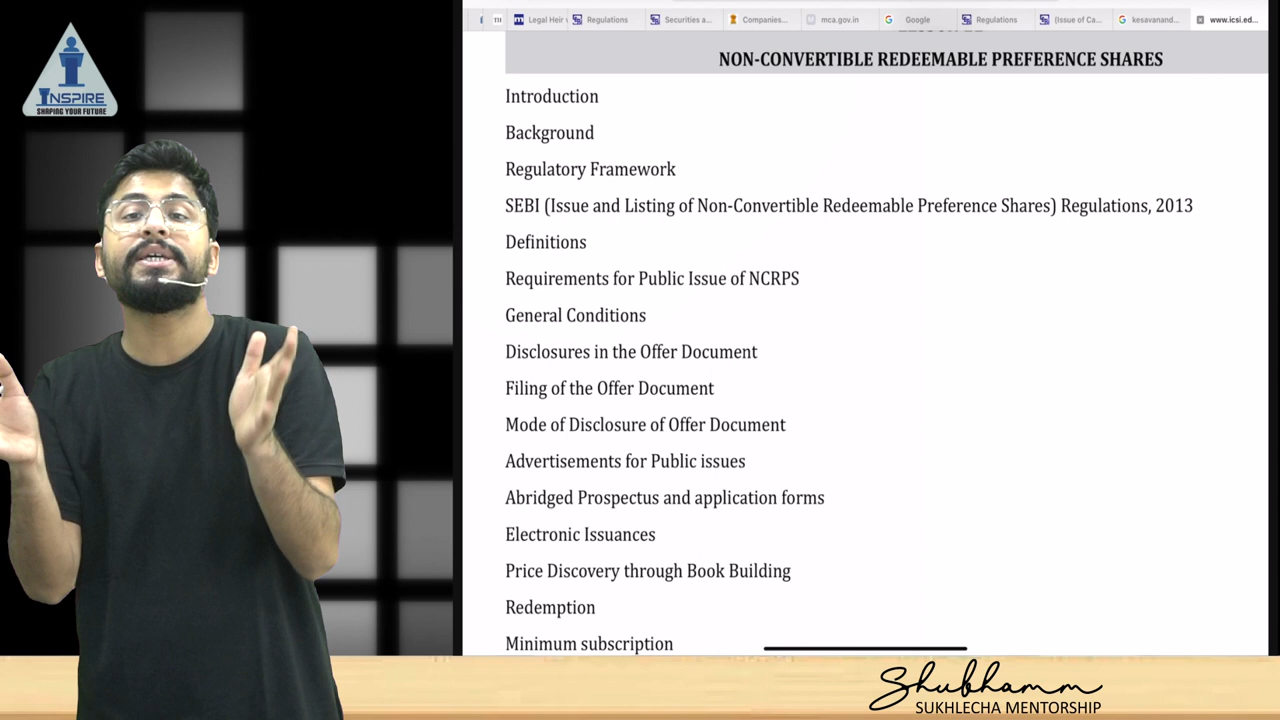 INSPIRE
SHAPING YOUR FUTURE
Legal Heir
Regulations
Securities a...
Companies...
mca.gov.in
Google
Regulations
(Issue of Ca...
kesavanand...
www.icsi.ed...
NON-CONVERTIBLE REDEEMABLE PREFERENCE SHARES
Introduction
Background
Regulatory Framework
SEBI (Issue and Listing of Non-Convertible Redeemable Preference Shares) Regulations, 2013
Definitions
Requirements for Public Issue of NCRPS
General Conditions
Disclosures in the Offer Document
Filing of the Offer Document
Mode of Disclosure of Offer Document
Advertisements for Public issues
Abridged Prospectus and application forms
Electronic Issuances
Price Discovery through Book Building
Redemption
Minimum subscription
Shubhamm
SUKHLECHA MENTORSHIP